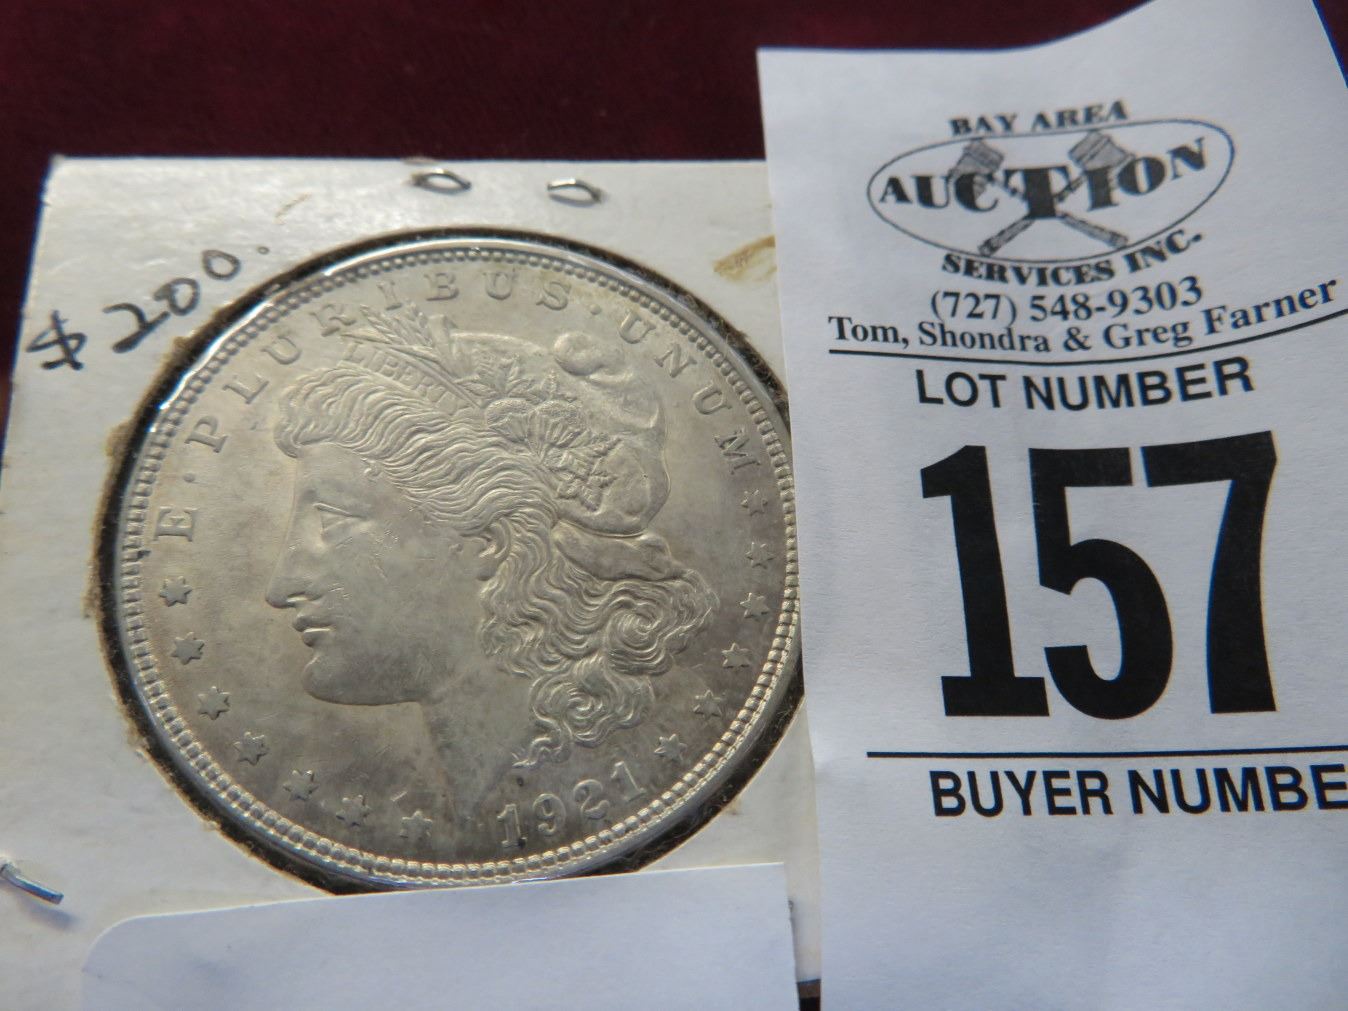 $200.
E·PLURIBUS·UNUM
LIBERTY
1921
BAY AREA
AUCTION
SERVICES INC.
(727) 548-9303
Tom, Shondra & Greg Farner
LOT NUMBER
157
BUYER NUMBE